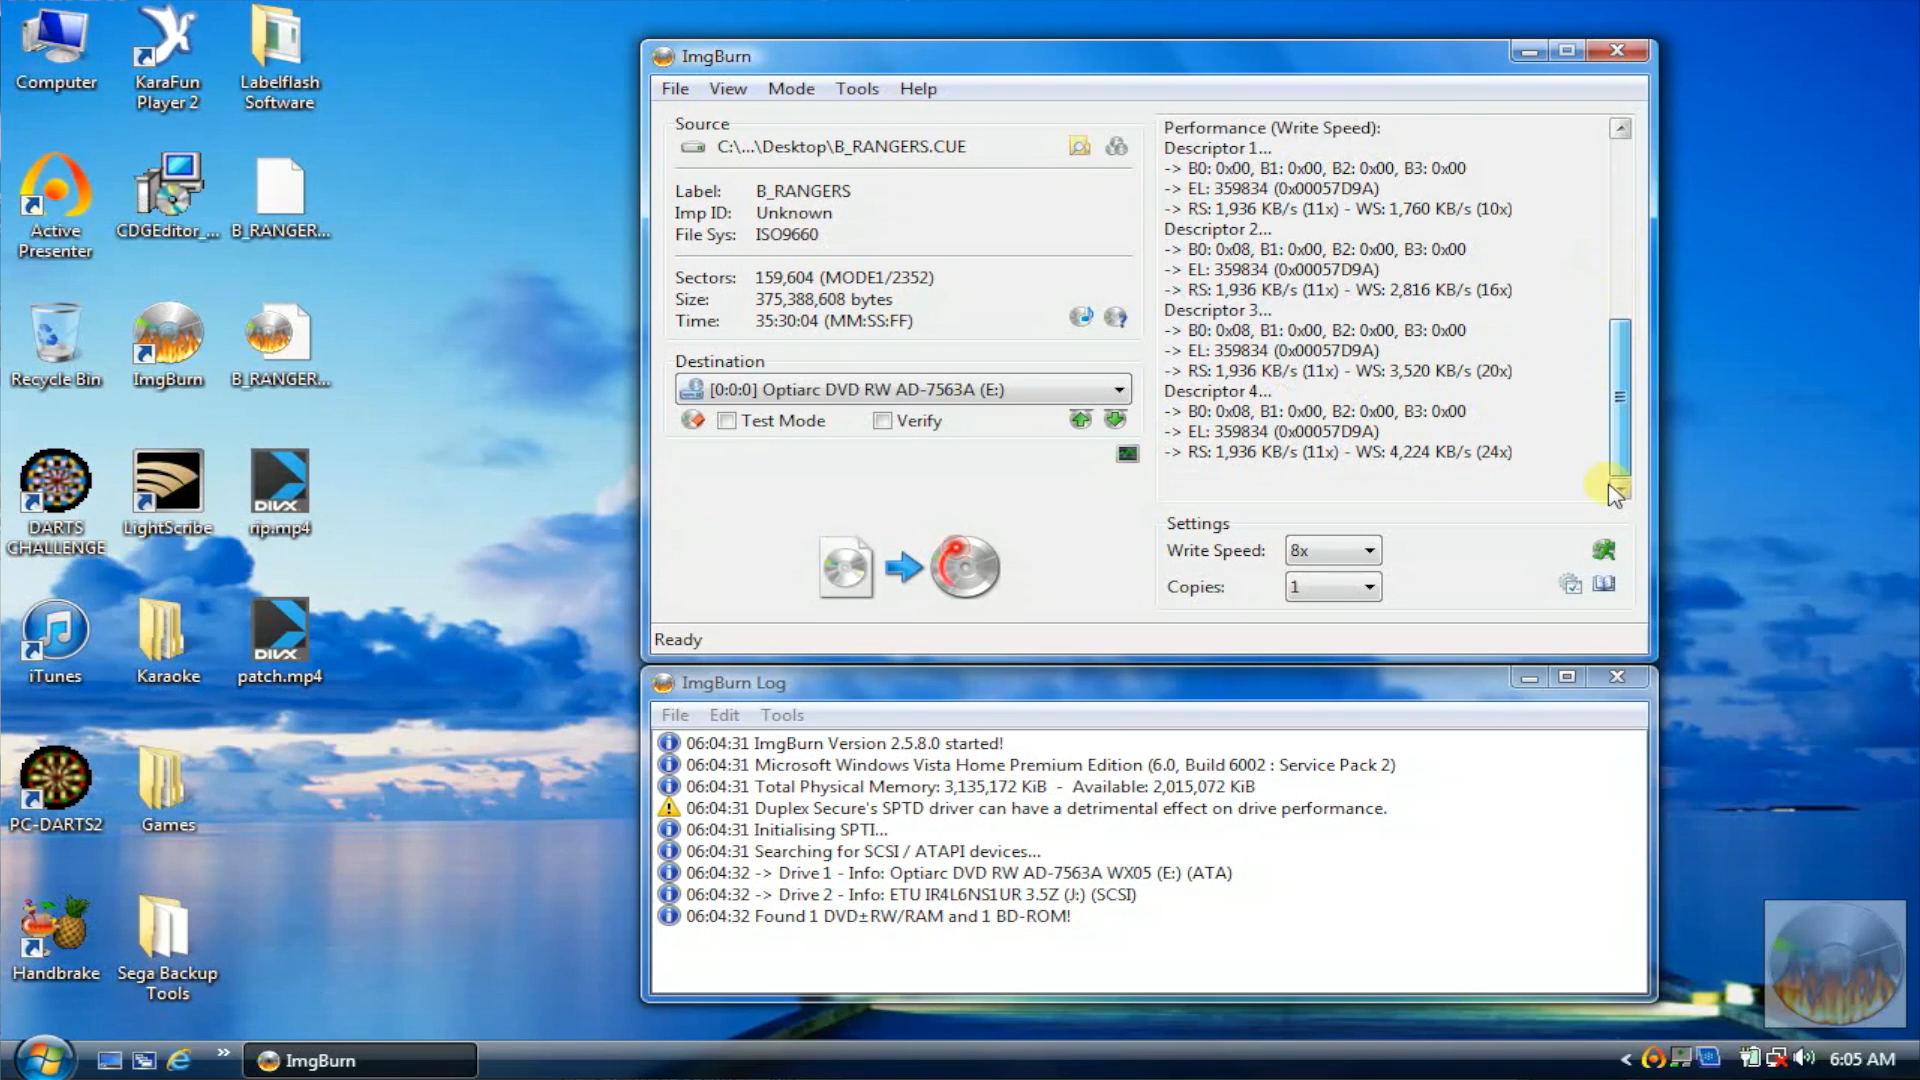 Computer
KaraFun
Player 2
Labelflash
Software
Active
Presenter
CDGEditor_...
B_RANGER...
Recycle Bin
ImgBurn
B_RANGER...
DARTS
CHALLENGE
LightScribe
DIVX
rip.mp4
iTunes
Karaoke
DIVX
patch.mp4
PC-DARTS2
Games
Handbrake
Sega Backup
Tools
ImgBurn
File View Mode Tools Help
Source
C:\...\Desktop\B_RANGERS.CUE
Label: B_RANGERS
Imp ID: Unknown
File Sys: ISO9660
Sectors: 159,604 (MODE1/2352)
Size: 375,388,608 bytes
Time: 35:30:04 (MM:SS:FF)
Destination
[0:0:0] Optiarc DVD RW AD-7563A (E:)
Test Mode Verify
Performance (Write Speed):
Descriptor 1...
-> B0: 0x00, B1: 0x00, B2: 0x00, B3: 0x00
-> EL: 359834 (0x00057D9A)
-> RS: 1,936 KB/s (11x) - WS: 1,760 KB/s (10x)
Descriptor 2...
-> B0: 0x08, B1: 0x00, B2: 0x00, B3: 0x00
-> EL: 359834 (0x00057D9A)
-> RS: 1,936 KB/s (11x) - WS: 2,816 KB/s (16x)
Descriptor 3...
-> B0: 0x08, B1: 0x00, B2: 0x00, B3: 0x00
-> EL: 359834 (0x00057D9A)
-> RS: 1,936 KB/s (11x) - WS: 3,520 KB/s (20x)
Descriptor 4...
-> B0: 0x08, B1: 0x00, B2: 0x00, B3: 0x00
-> EL: 359834 (0x00057D9A)
-> RS: 1,936 KB/s (11x) - WS: 4,224 KB/s (24x)
Settings
Write Speed: 8x
Copies: 1
Ready
ImgBurn Log
File Edit Tools
06:04:31 ImgBurn Version 2.5.8.0 started!
06:04:31 Microsoft Windows Vista Home Premium Edition (6.0, Build 6002 : Service Pack 2)
06:04:31 Total Physical Memory: 3,135,172 KiB - Available: 2,015,072 KiB
06:04:31 Duplex Secure's SPTD driver can have a detrimental effect on drive performance.
06:04:31 Initialising SPTI...
06:04:31 Searching for SCSI / ATAPI devices...
06:04:32 -> Drive 1 - Info: Optiarc DVD RW AD-7563A WX05 (E:) (ATA)
06:04:32 -> Drive 2 - Info: ETU IR4L6NS1UR 3.5Z (J:) (SCSI)
06:04:32 Found 1 DVD±RW/RAM and 1 BD-ROM!
ImgBurn
6:05 AM